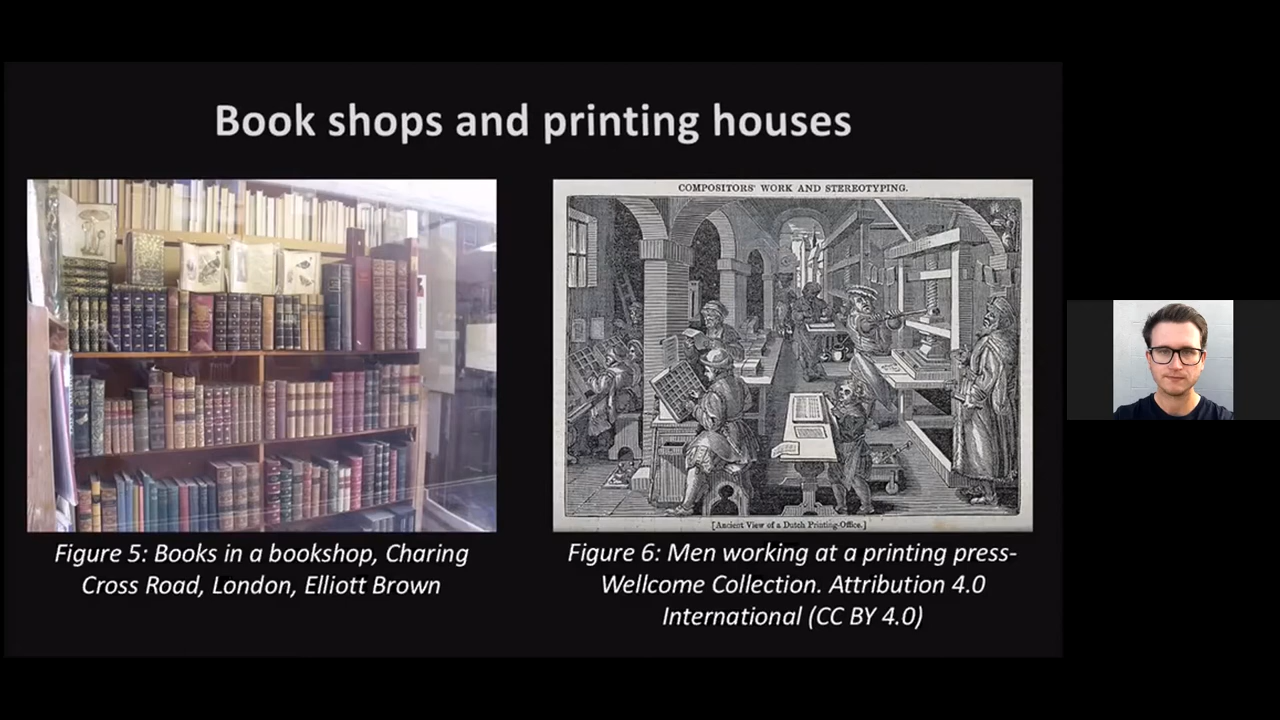 Book shops and printing houses
COMPOSITORS' WORK AND STEREOTYPING.
[Ancient View of a Dutch Printing-Office.]
Figure 5: Books in a bookshop, Charing
Cross Road, London, Elliott Brown
Figure 6: Men working at a printing press-
Wellcome Collection. Attribution 4.0
International (CC BY 4.0)